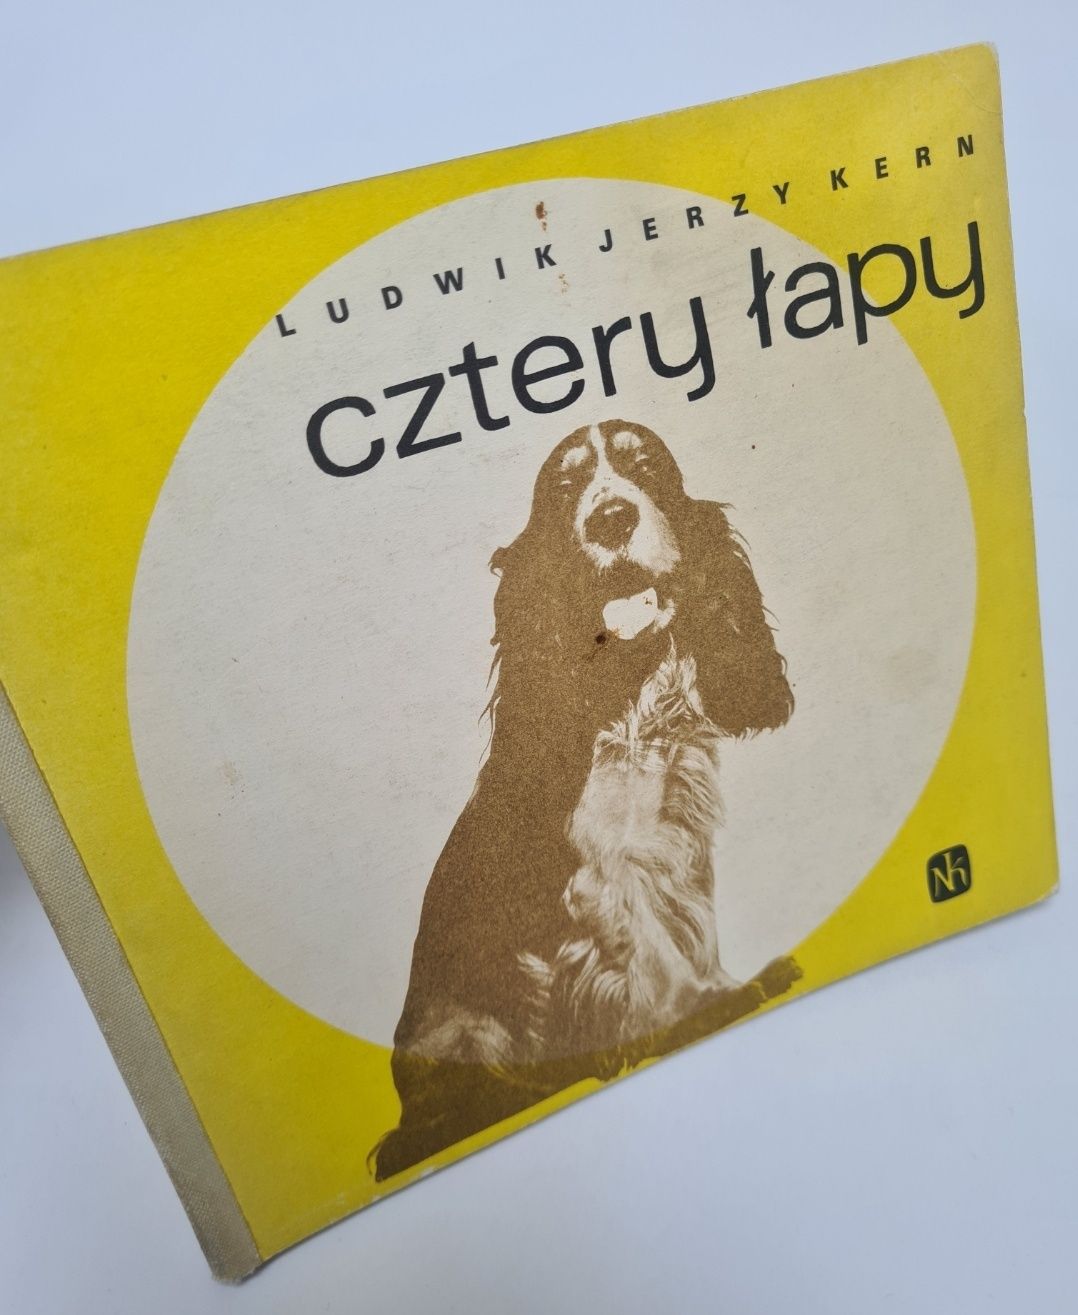 LUDWIK JERZY KERN
cztery łapy
Nk